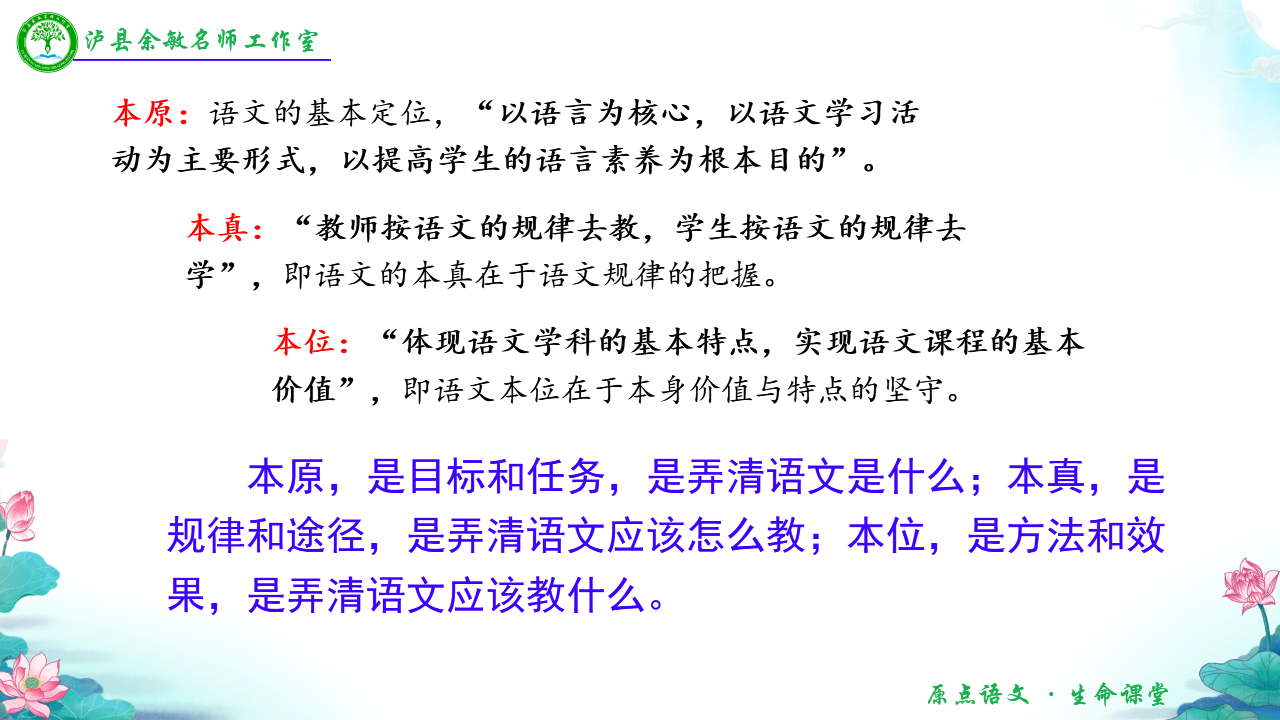 泸县余敏名师工作室
本原：语文的基本定位，“以语言为核心，以语文学习活
动为主要形式，以提高学生的语言素养为根本目的”。
本真：“教师按语文的规律去教，学生按语文的规律去
学”，即语文的本真在于语文规律的把握。
本位：“体现语文学科的基本特点，实现语文课程的基本
价值”，即语文本位在于本身价值与特点的坚守。
本原，是目标和任务，是弄清语文是什么；本真，是
规律和途径，是弄清语文应该怎么教；本位，是方法和效
果，是弄清语文应该教什么。
原点语文 · 生命课堂